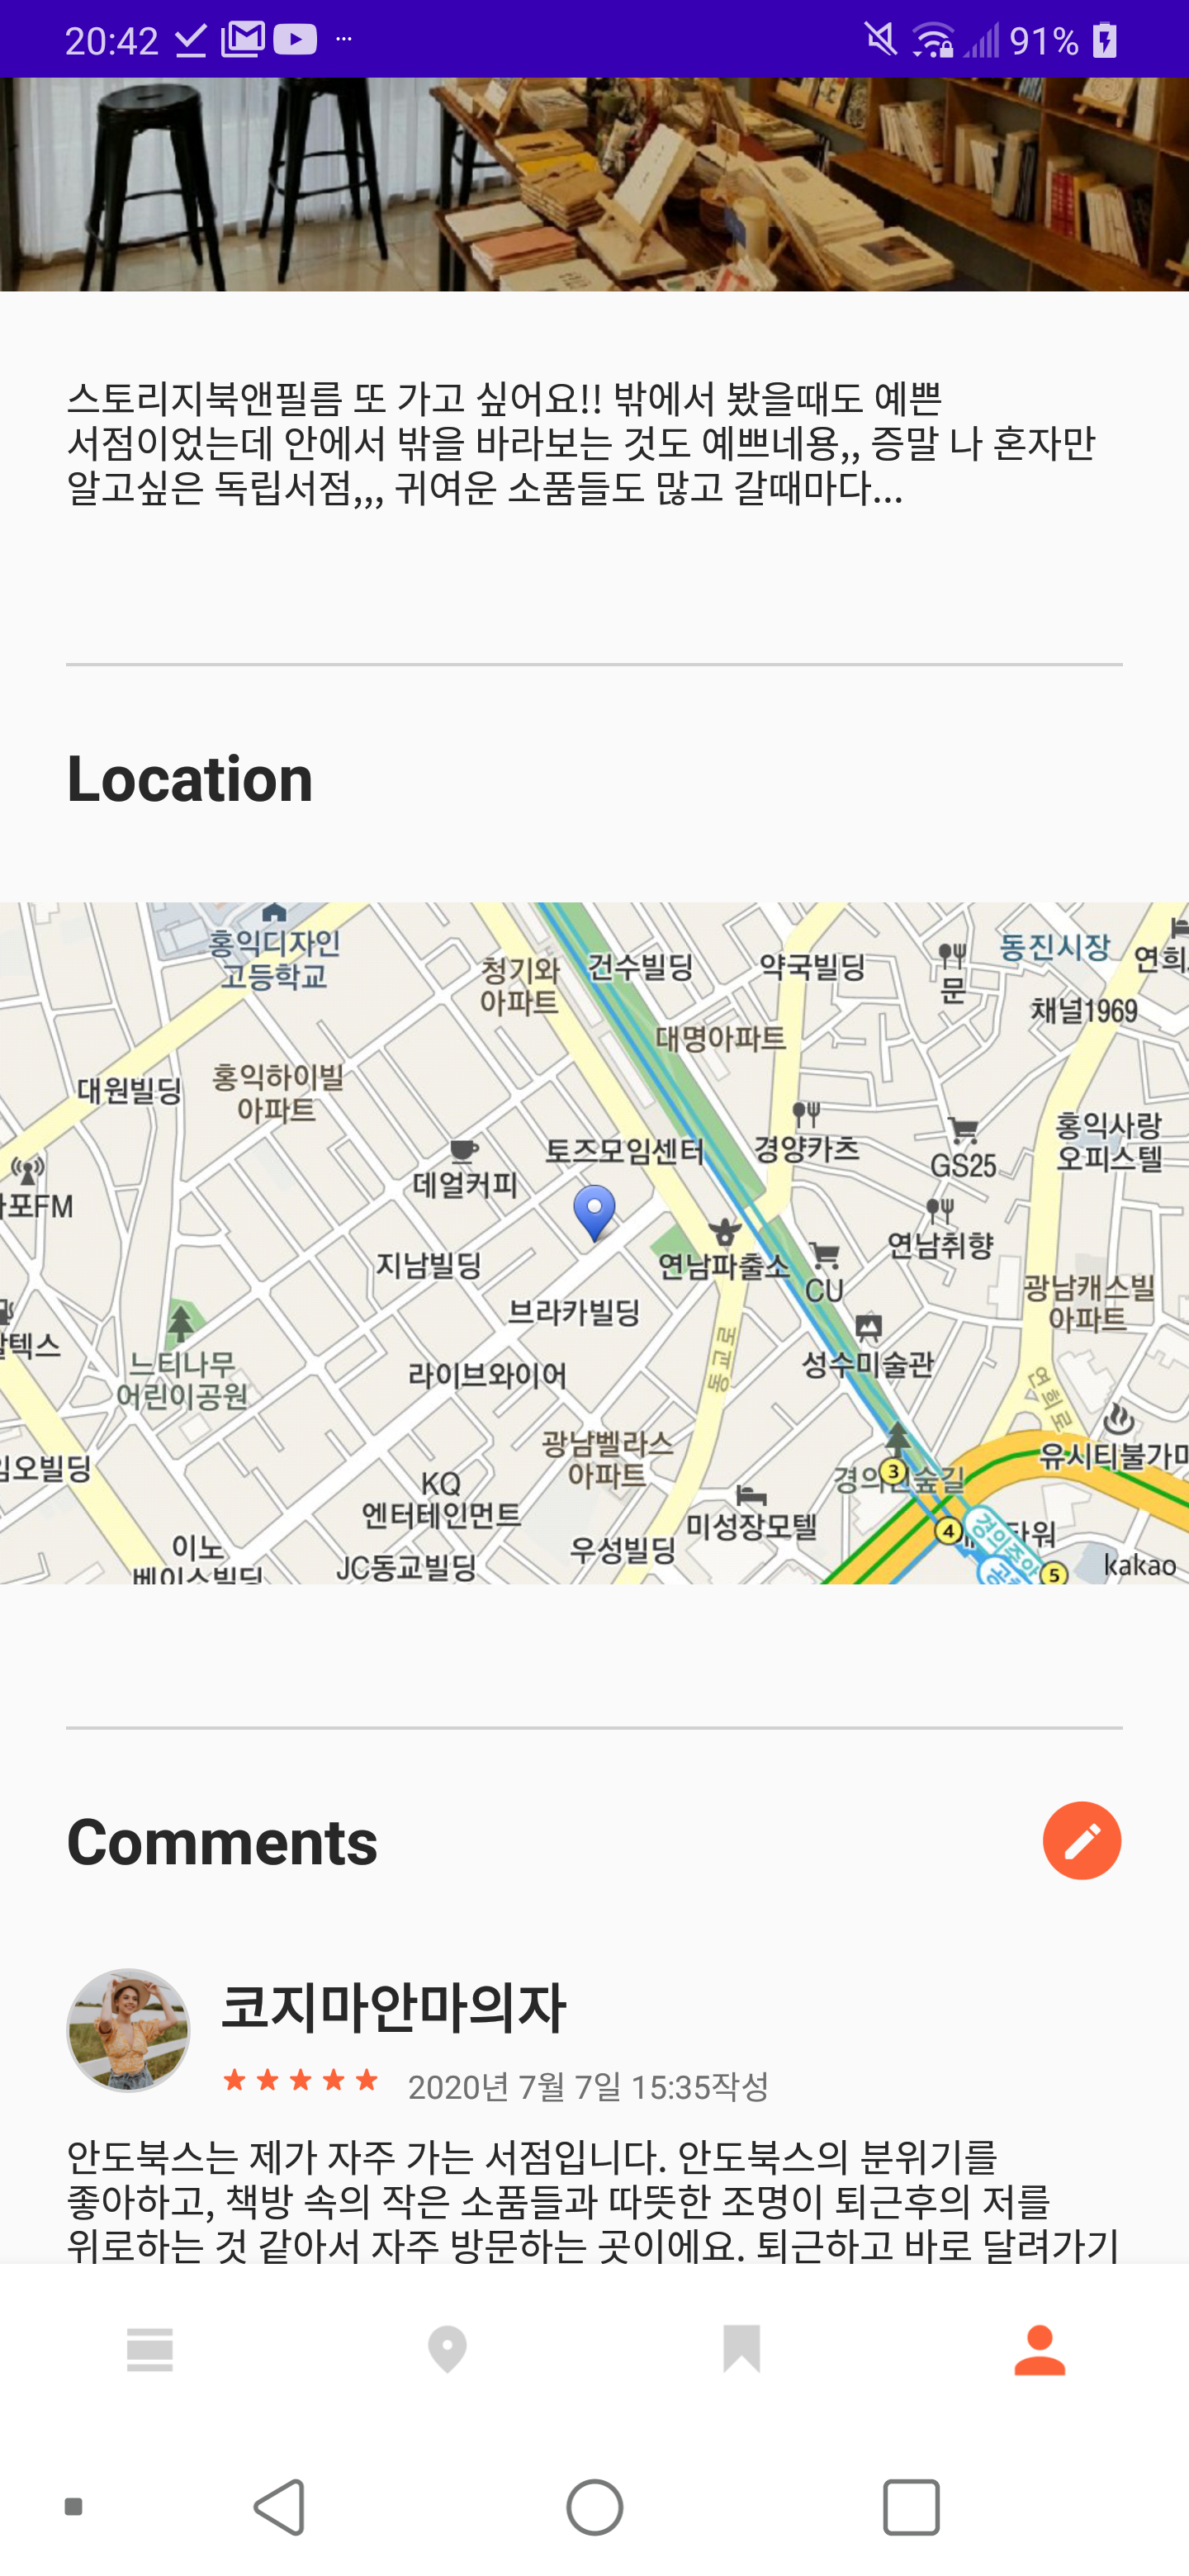 20:42
91%
스토리지북앤필름 또 가고 싶어요!! 밖에서 봤을때도 예쁜
서점이었는데 안에서 밖을 바라보는 것도 예쁘네용,, 증말 나 혼자만
알고싶은 독립서점,,, 귀여운 소품들도 많고 갈때마다...
Location
홍익디자인
고등학교
청기와
아파트
건수빌딩
약국빌딩
문
동진시장
연희
채널1969
대명아파트
대원빌딩
홍익하이빌
아파트
토즈모임센터
경양카츠
GS25
홍익사랑
오피스텔
포FM
데얼커피
연남취향
지남빌딩
연남파출소
CU
광남캐스빌
아파트
브라카빌딩
텍스
느티나무
어린이공원
라이브와이어
동교로
성수미술관
연희로
광남벨라스
아파트
유시티불가마
오빌딩
KQ
엔터테인먼트
경의선숲길
3
미성장모텔
4
타워
이노
베이스빌딩
JC동교빌딩
우성빌딩
경의중앙
5
kakao
Comments
코지마안마의자
2020년 7월 7일 15:35작성
안도북스는 제가 자주 가는 서점입니다. 안도북스의 분위기를
좋아하고, 책방 속의 작은 소품들과 따뜻한 조명이 퇴근후의 저를
위로하는 것 같아서 자주 방문하는 곳이에요. 퇴근하고 바로 달려가기